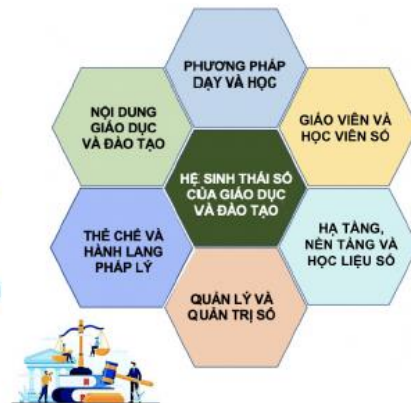 PHƯƠNG PHÁP
DẠY VÀ HỌC
NỘI DUNG
GIÁO DỤC
VÀ ĐÀO TẠO
GIÁO VIÊN VÀ
HỌC VIÊN SỐ
HỆ SINH THÁI SỐ
CỦA GIÁO DỤC
VÀ ĐÀO TẠO
THỂ CHẾ VÀ
HÀNH LANG
PHÁP LÝ
HẠ TẦNG,
NỀN TẢNG VÀ
HỌC LIỆU SỐ
QUẢN LÝ VÀ
QUẢN TRỊ SỐ